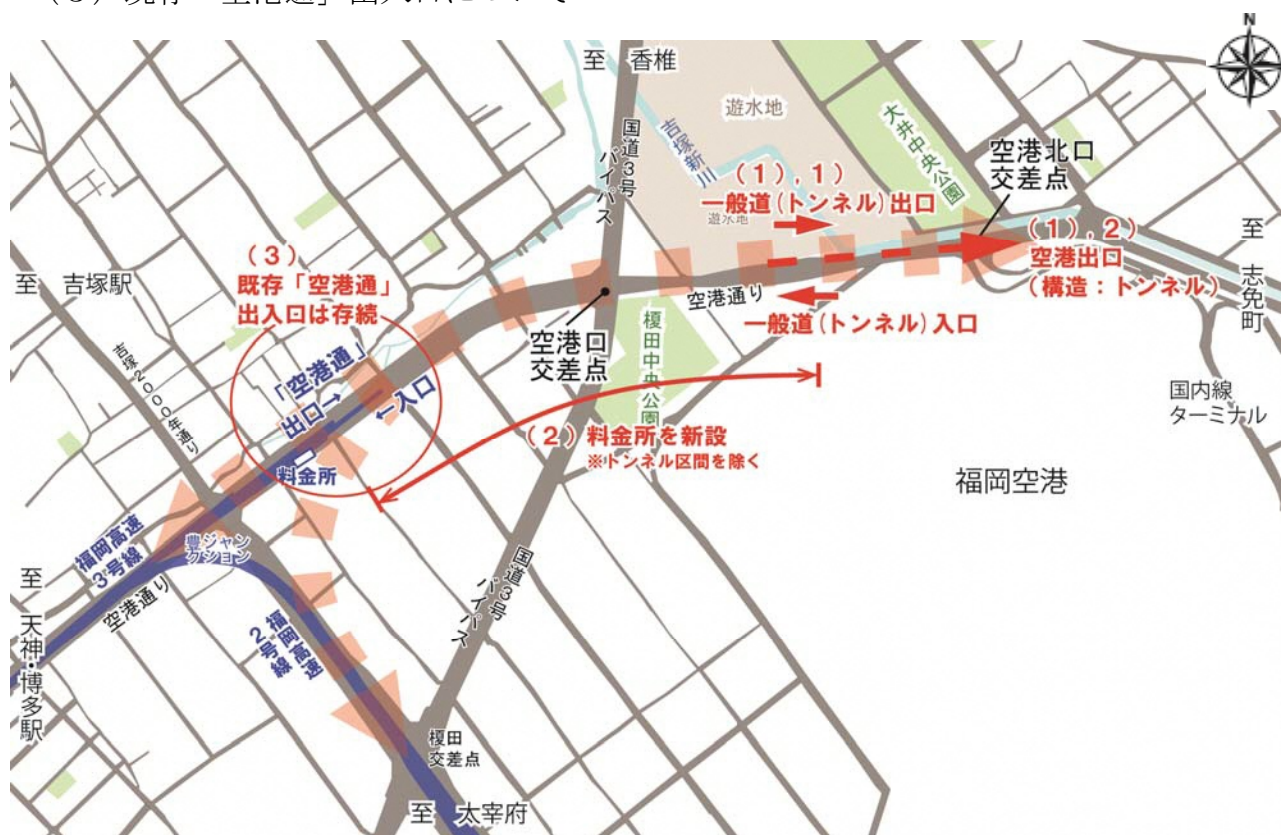 （３）既存「空港通」出入口について
N
至 香椎
国道３号
バイパス
遊水地
吉塚新川
大井中央公園
空港北口
交差点
（１），１）
一般道(トンネル)出口
遊水地
（１），２）
空港出口
（構造：トンネル）
至
志免町
至 吉塚駅
（３）
既存「空港通」
出入口は存続
空港口
交差点
空港通り
一般道(トンネル)入口
榎田中央公園
国内線
ターミナル
吉塚２０００年通り
「空港通」
出口→
←入口
料金所
（２）料金所を新設
※トンネル区間を除く
福岡空港
福岡高速
３号線
豊ジャン
クション
空港通り
至
天神・博多駅
福岡高速
２号線
国道３号
バイパス
榎田
交差点
至 太宰府